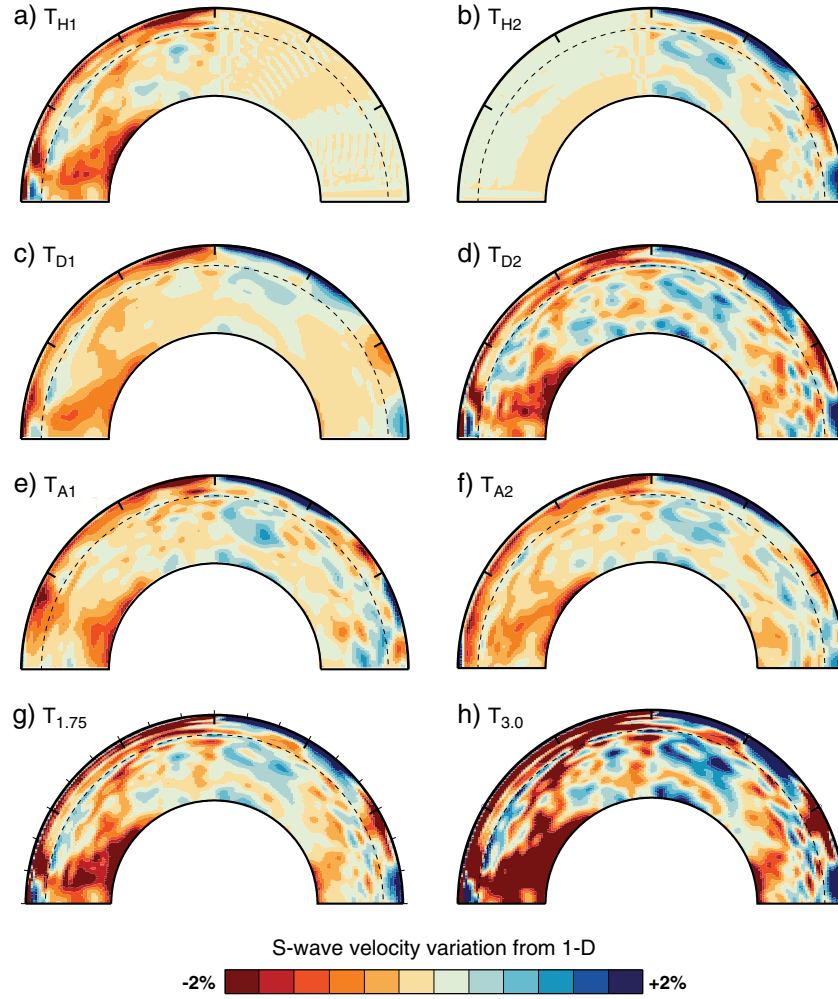 a) T_H1
b) T_H2
c) T_D1
d) T_D2
e) T_A1
f) T_A2
g) T_1.75
h) T_3.0
S-wave velocity variation from 1-D
-2% +2%